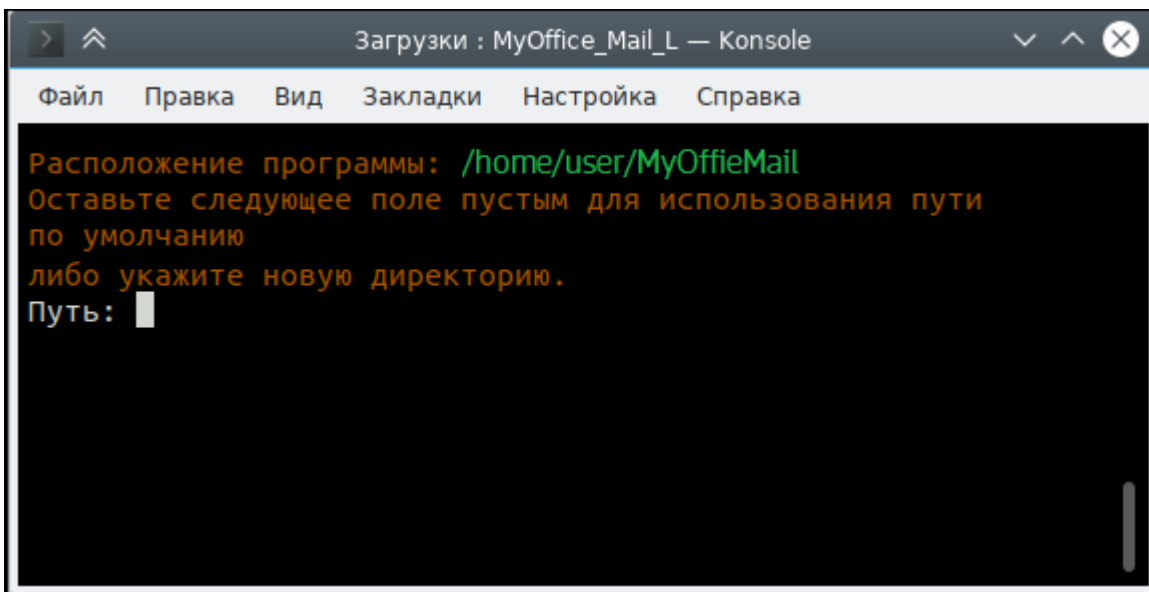 Загрузки : MyOffice_Mail_L — Konsole
Файл Правка Вид Закладки Настройка Справка
Расположение программы: /home/user/MyOffieMail
Оставьте следующее поле пустым для использования пути
по умолчанию
либо укажите новую директорию.
Путь: